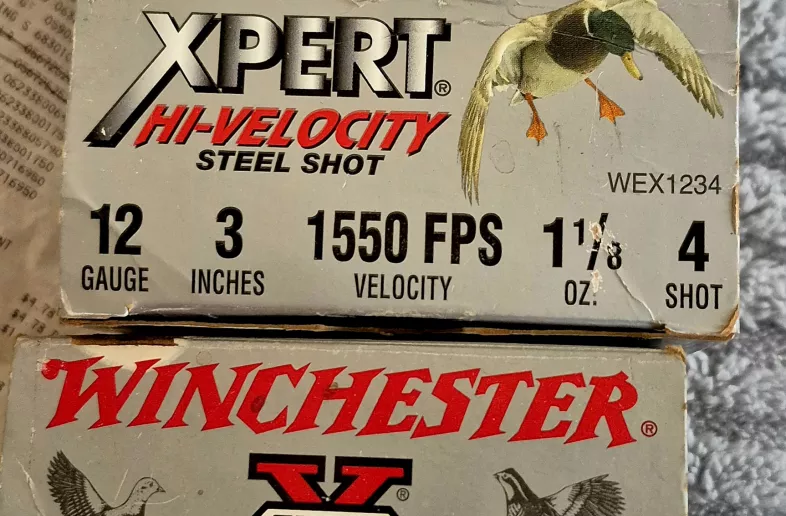 XPERT®
HI-VELOCITY
STEEL SHOT
WEX1234
12 GAUGE
3 INCHES
1550 FPS VELOCITY
1 1/8 OZ.
4 SHOT
WINCHESTER®
X®